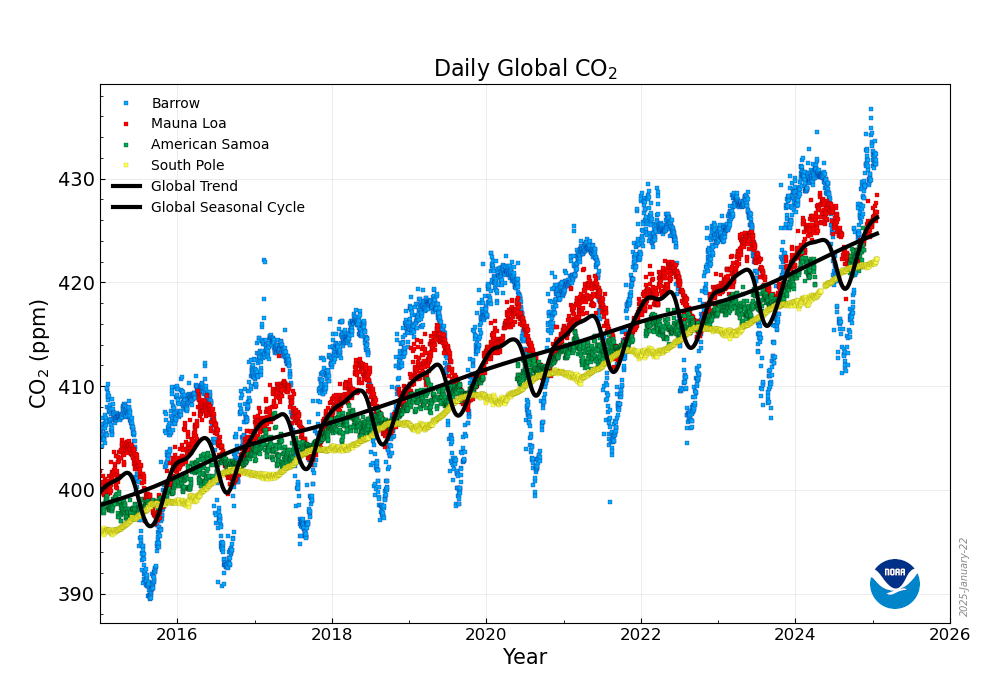 Daily Global CO₂
Barrow
Mauna Loa
American Samoa
South Pole
Global Trend
Global Seasonal Cycle
CO₂ (ppm)
430
420
410
400
390
2016
2018
2020
2022
2024
2026
Year
NOAA
2025-January-22